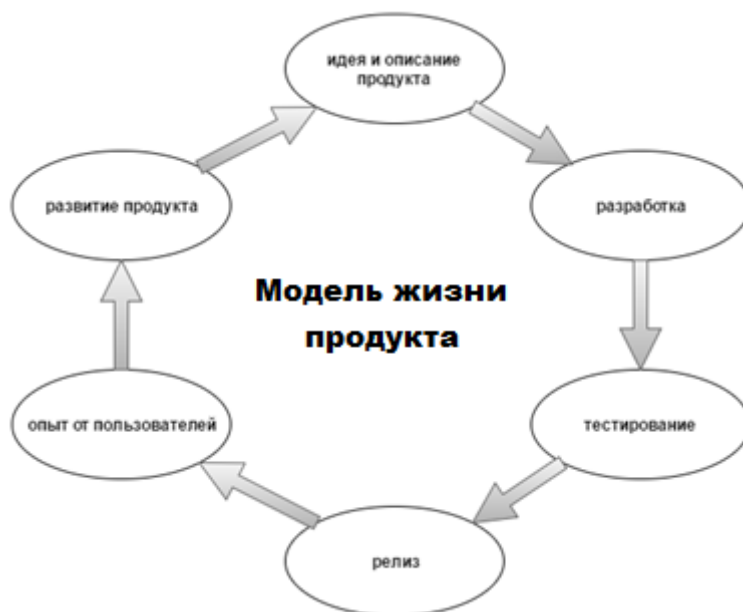 идея и описание
продукта
разработка
тестирование
релиз
опыт от пользователей
развитие продукта
Модель жизни
продукта